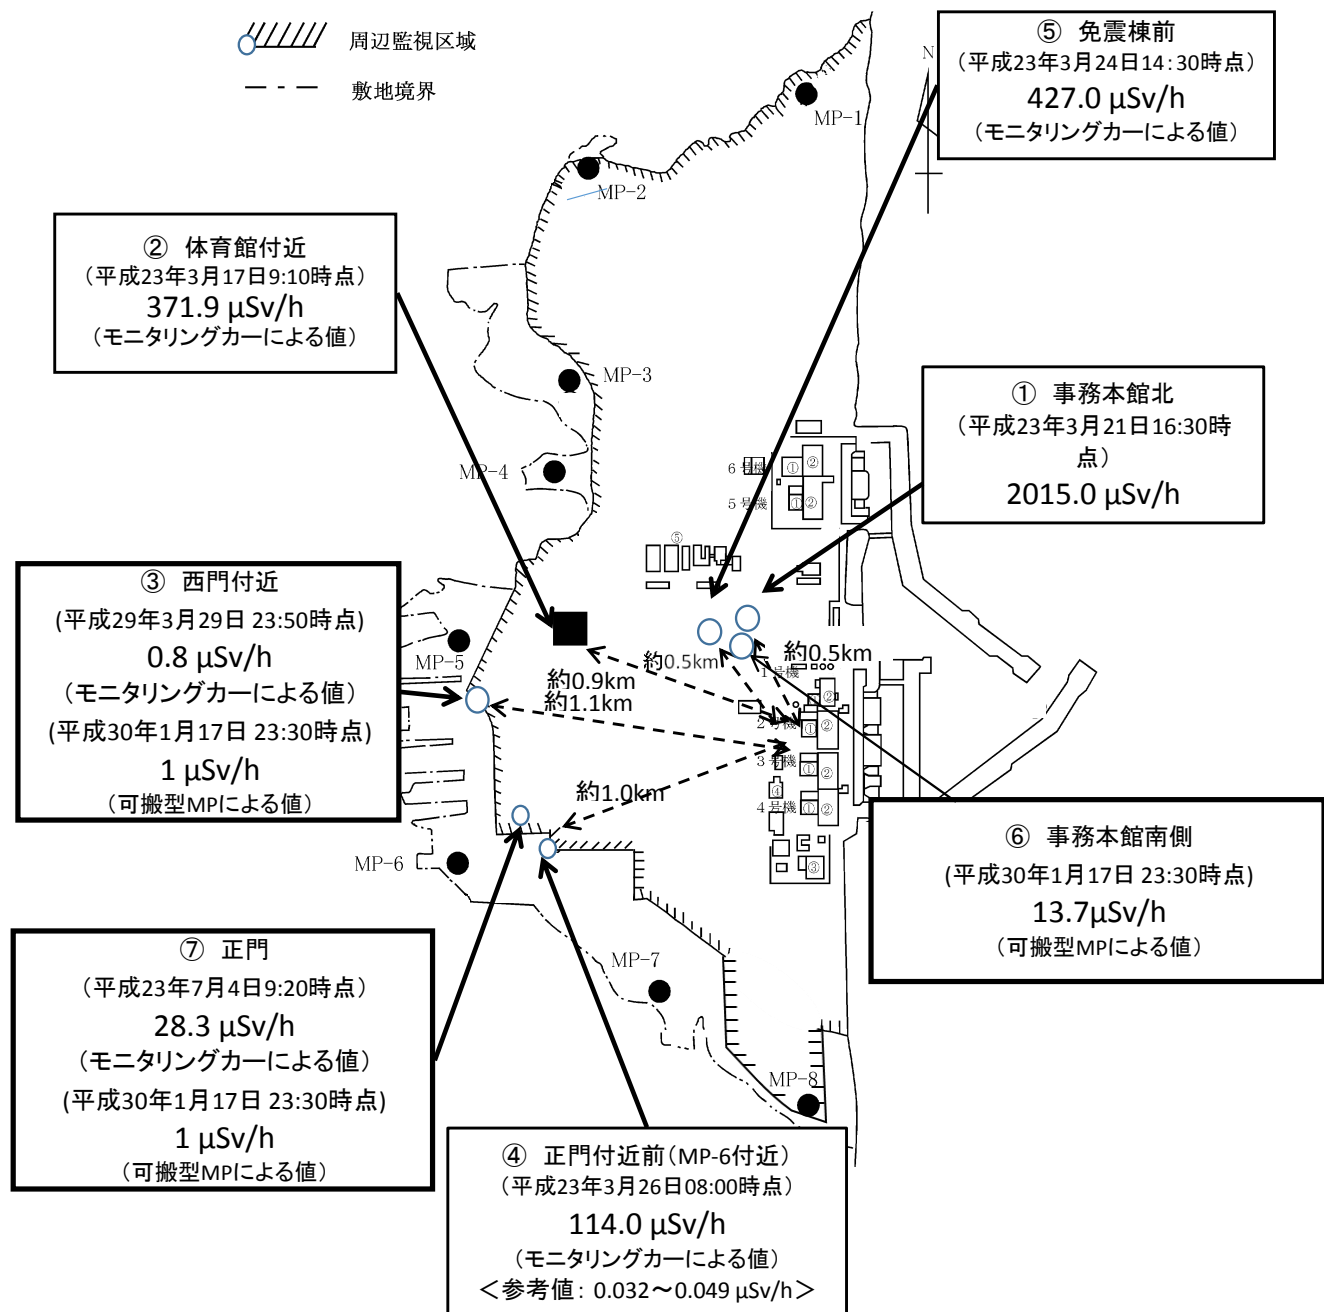 周辺監視区域
敷地境界
⑤ 免震棟前
(平成23年3月24日14:30時点)
427.0 µSv/h
(モニタリングカーによる値)
N
MP-1
MP-2
② 体育館付近
(平成23年3月17日9:10時点)
371.9 µSv/h
(モニタリングカーによる値)
MP-3
① 事務本館北
(平成23年3月21日16:30時
点)
2015.0 µSv/h
MP-4
6号機
① ②
5号機
① ②
⑤
③ 西門付近
(平成29年3月29日 23:50時点)
0.8 µSv/h
(モニタリングカーによる値)
(平成30年1月17日 23:30時点)
1 µSv/h
(可搬型MPによる値)
MP-5
約0.5km
約0.5km
1号機
②
約0.9km
約1.1km
2号機
① ②
3号機
① ②
④
約1.0km
4号機
① ②
③
MP-6
⑥ 事務本館南側
(平成30年1月17日 23:30時点)
13.7µSv/h
(可搬型MPによる値)
⑦ 正門
(平成23年7月4日9:20時点)
28.3 µSv/h
(モニタリングカーによる値)
(平成30年1月17日 23:30時点)
1 µSv/h
(可搬型MPによる値)
MP-7
MP-8
④ 正門付近前(MP-6付近)
(平成23年3月26日08:00時点)
114.0 µSv/h
(モニタリングカーによる値)
<参考値: 0.032~0.049 µSv/h>